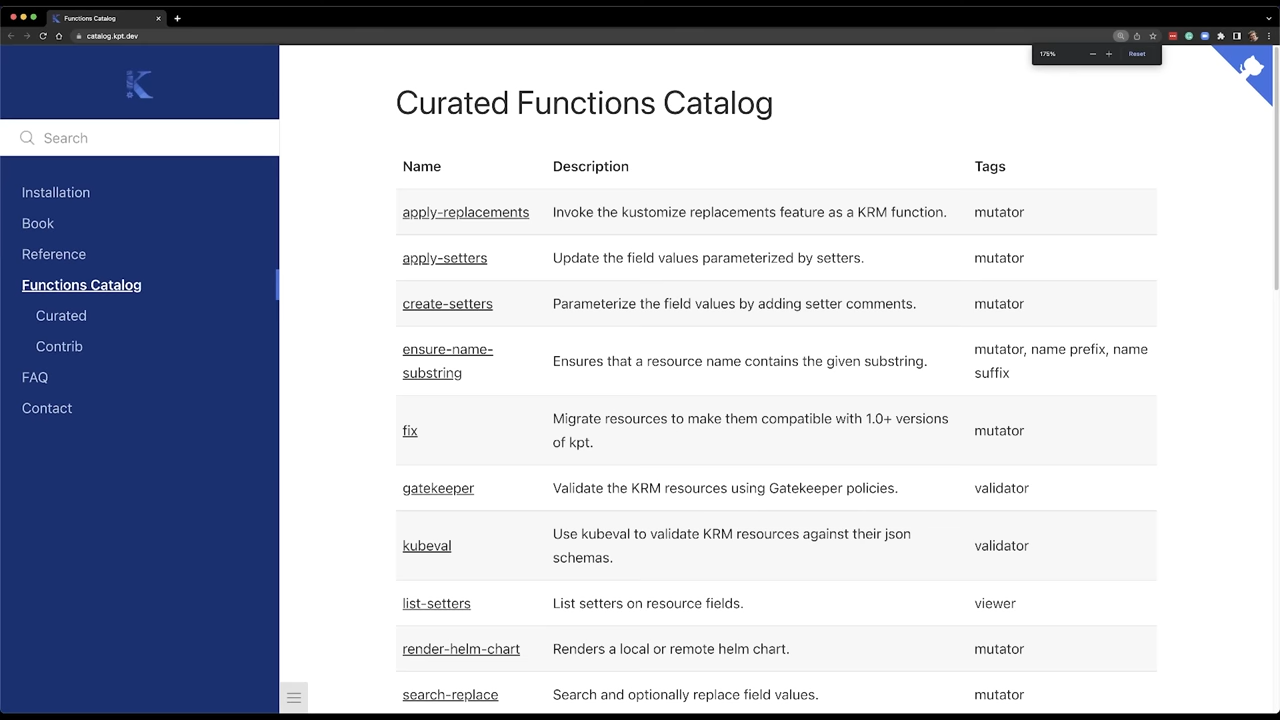 Functions Catalog
catalog.kpt.dev
175%
Reset
K
Search
Installation
Book
Reference
Functions Catalog
Curated
Contrib
FAQ
Contact
Curated Functions Catalog
Name Description Tags
apply-replacements Invoke the kustomize replacements feature as a KRM function. mutator
apply-setters Update the field values parameterized by setters. mutator
create-setters Parameterize the field values by adding setter comments. mutator
ensure-name-
substring
Ensures that a resource name contains the given substring.
mutator, name prefix, name
suffix
fix
Migrate resources to make them compatible with 1.0+ versions
of kpt.
mutator
gatekeeper Validate the KRM resources using Gatekeeper policies. validator
kubeval
Use kubeval to validate KRM resources against their json
schemas.
validator
list-setters List setters on resource fields. viewer
render-helm-chart Renders a local or remote helm chart. mutator
search-replace Search and optionally replace field values. mutator